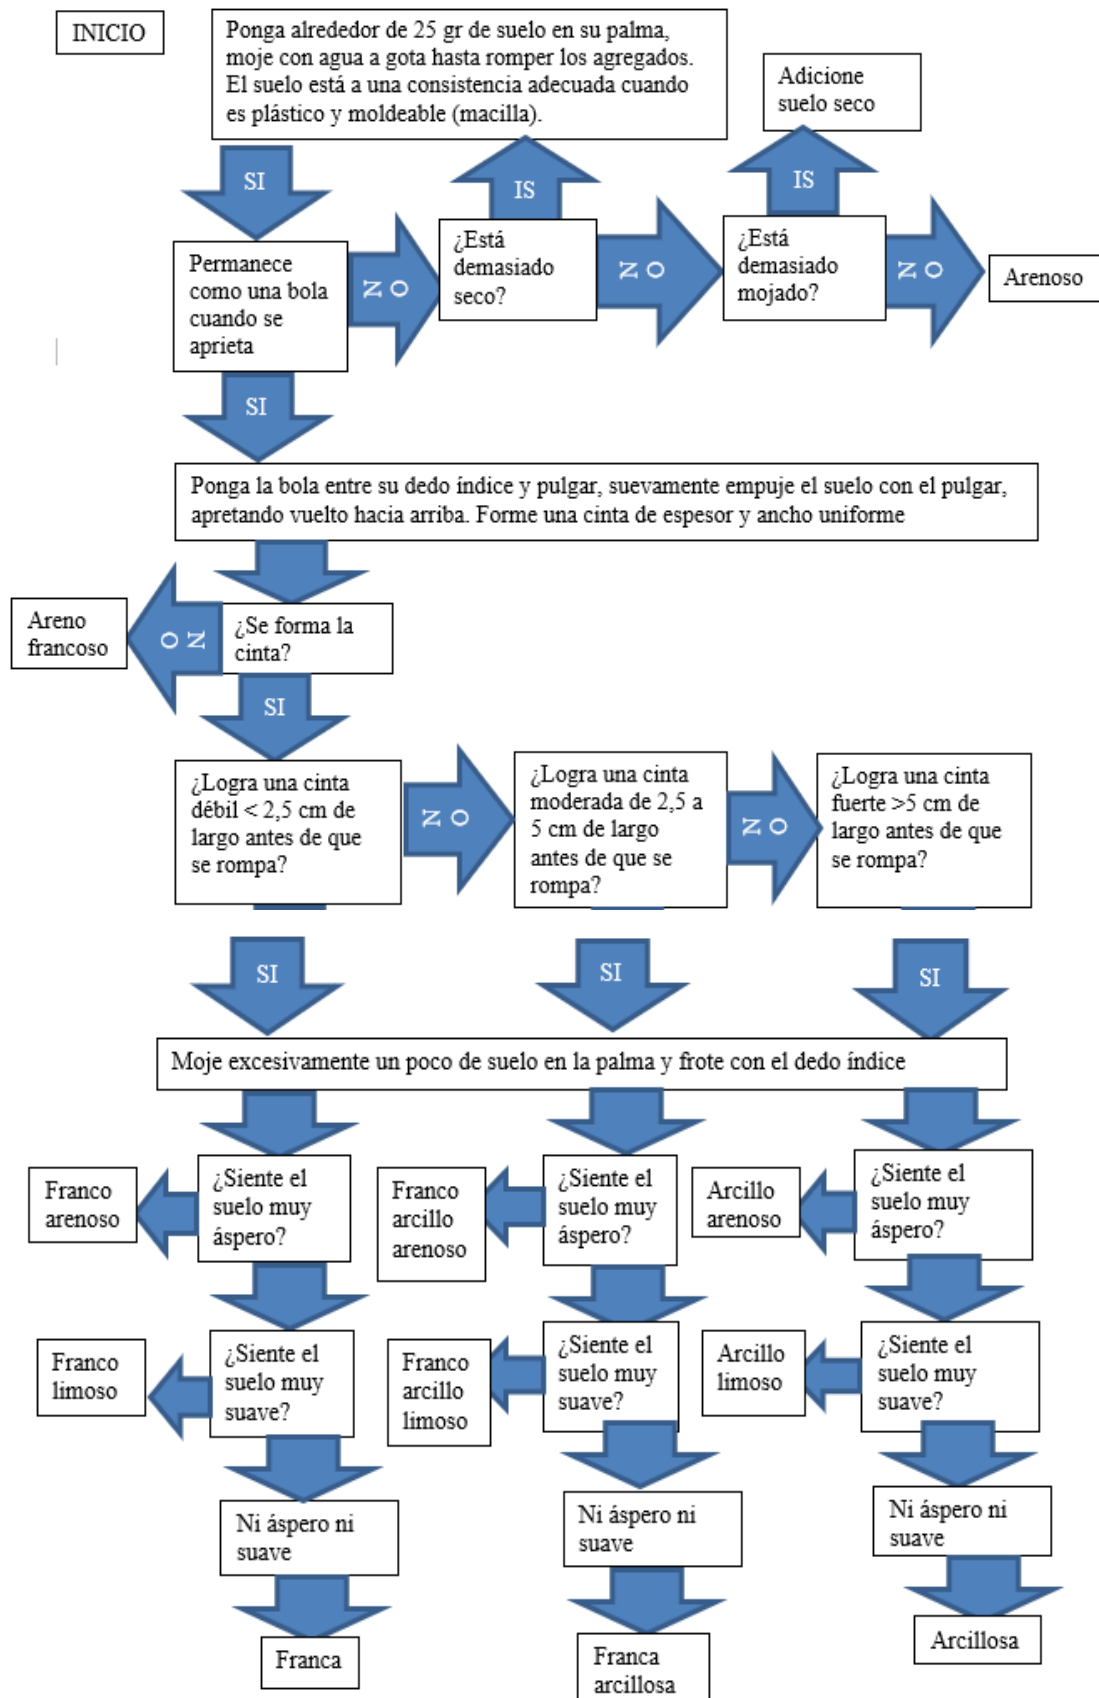 INICIO
Ponga alrededor de 25 gr de suelo en su palma,
moje con agua a gota hasta romper los agregados.
El suelo está a una consistencia adecuada cuando
es plástico y moldeable (macilla).
Adicione
suelo seco
SI
IS
IS
Permanece
como una bola
cuando se
aprieta
NO
¿Está
demasiado
seco?
NO
¿Está
demasiado
mojado?
NO
Arenoso
SI
Ponga la bola entre su dedo índice y pulgar, suevamente empuje el suelo con el pulgar,
apretando vuelto hacia arriba. Forme una cinta de espesor y ancho uniforme
Areno
francoso
NO
¿Se forma la
cinta?
SI
¿Logra una cinta
débil < 2,5 cm de
largo antes de que
se rompa?
NO
¿Logra una cinta
moderada de 2,5 a
5 cm de largo
antes de que se
rompa?
NO
¿Logra una cinta
fuerte >5 cm de
largo antes de que
se rompa?
SI
SI
SI
Moje excesivamente un poco de suelo en la palma y frote con el dedo índice
Franco
arenoso
¿Siente el
suelo muy
áspero?
Franco
arcillo
arenoso
¿Siente el
suelo muy
áspero?
Arcillo
arenoso
¿Siente el
suelo muy
áspero?
Franco
limoso
¿Siente el
suelo muy
suave?
Franco
arcillo
limoso
¿Siente el
suelo muy
suave?
Arcillo
limoso
¿Siente el
suelo muy
suave?
Ni áspero ni
suave
Ni áspero ni
suave
Ni áspero ni
suave
Franca
Franca
arcillosa
Arcillosa